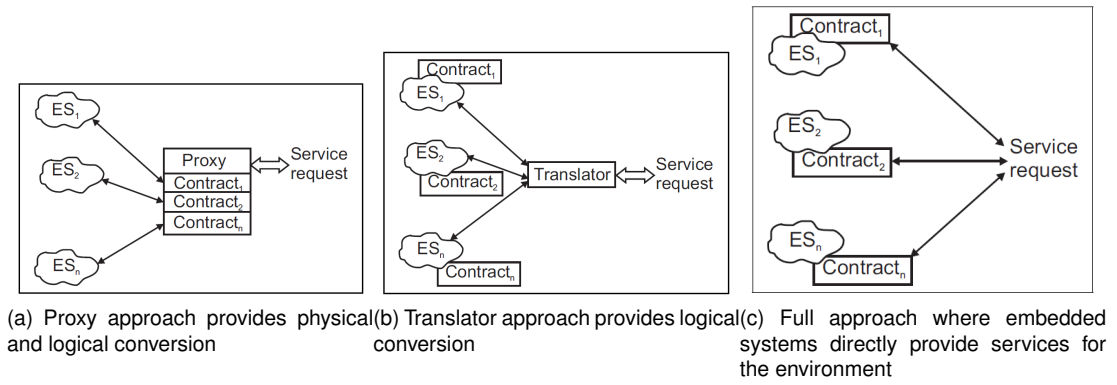 ES1
ES2
ESn
Proxy
Contract1
Contract2
Contractn
Service
request
Contract1
ES1
ES2
Contract2
ESn
Contractn
Translator
Service
request
Contract1
ES1
ES2
Contract2
ESn
Contractn
Service
request
(a) Proxy approach provides physical
and logical conversion
(b) Translator approach provides logical
conversion
(c) Full approach where embedded
systems directly provide services for
the environment